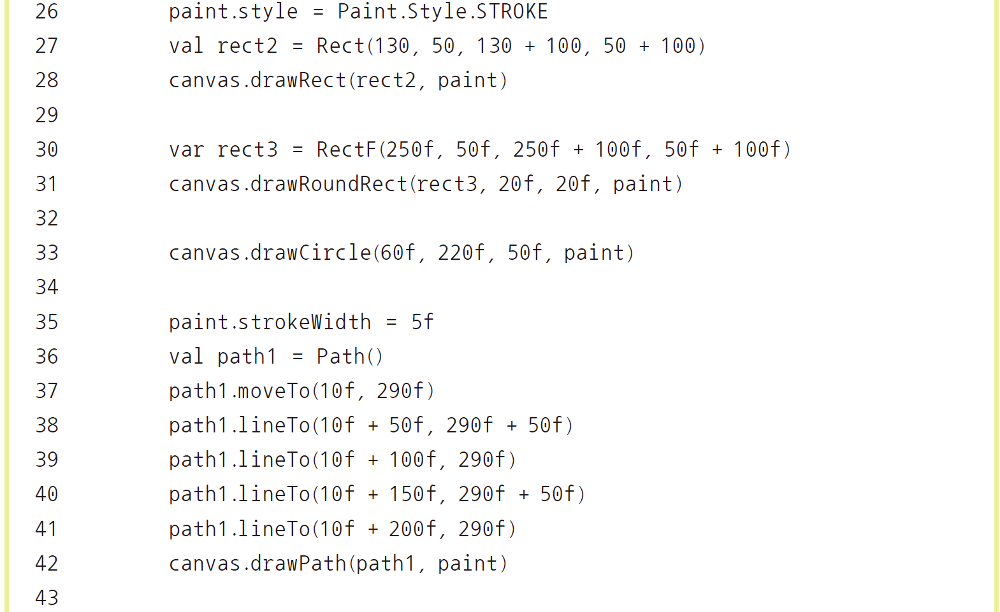 26 paint.style = Paint.Style.STROKE
27 val rect2 = Rect(130, 50, 130 + 100, 50 + 100)
28 canvas.drawRect(rect2, paint)
29
30 var rect3 = RectF(250f, 50f, 250f + 100f, 50f + 100f)
31 canvas.drawRoundRect(rect3, 20f, 20f, paint)
32
33 canvas.drawCircle(60f, 220f, 50f, paint)
34
35 paint.strokeWidth = 5f
36 val path1 = Path()
37 path1.moveTo(10f, 290f)
38 path1.lineTo(10f + 50f, 290f + 50f)
39 path1.lineTo(10f + 100f, 290f)
40 path1.lineTo(10f + 150f, 290f + 50f)
41 path1.lineTo(10f + 200f, 290f)
42 canvas.drawPath(path1, paint)
43